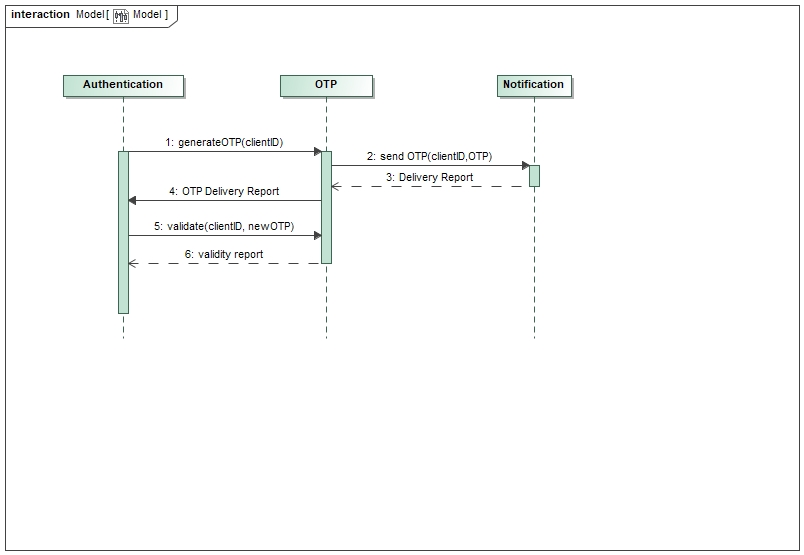 interaction Model[ Model ]
Authentication
OTP
Notification
1: generateOTP(clientID)
2: send OTP(clientID,OTP)
3: Delivery Report
4: OTP Delivery Report
5: validate(clientID, newOTP)
6: validity report